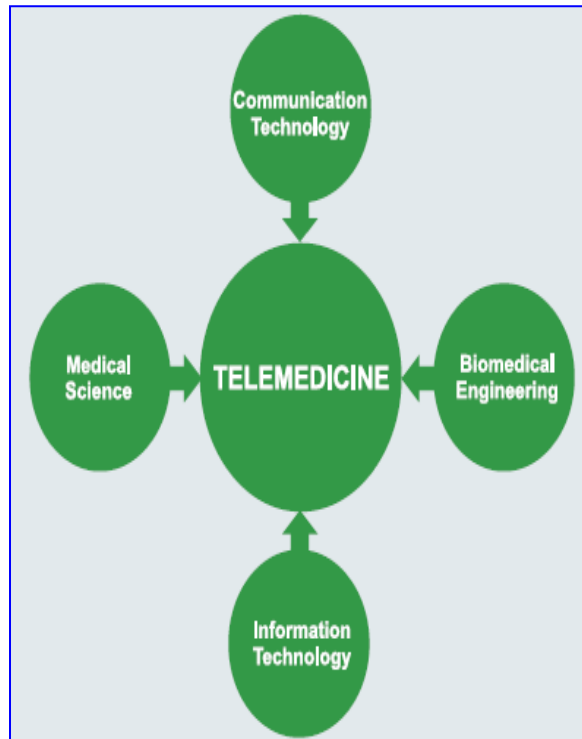 Communication
Technology
Medical
Science
TELEMEDICINE
Biomedical
Engineering
Information
Technology